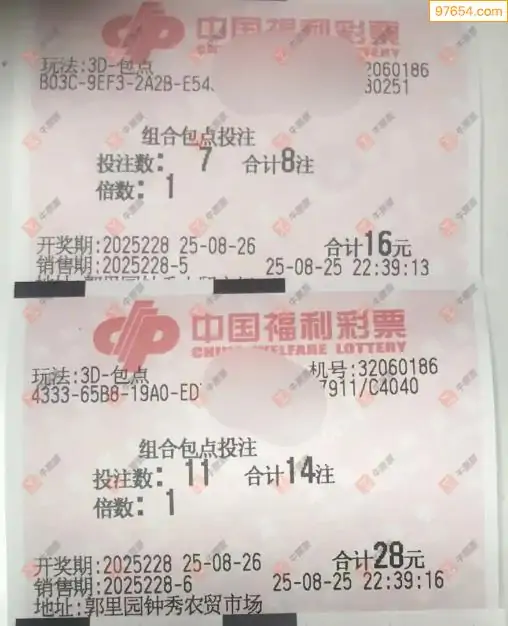 97654.com
中国福利彩票
玩法:3D-包点
2060186
B03C-9EF3-2A2B-E54
30251
组合包点投注
投注数: 7 合计8注
倍数: 1
开奖期:2025228 25-08-26 合计16元
销售期:2025228-5 25-08-25 22:39:13
中国福利彩票
CHINA WELFARE LOTTERY
玩法:3D-包点
机号:32060186
4333-65B8-19A0-ED
7911/C4040
组合包点投注
投注数: 11 合计14注
倍数: 1
开奖期:2025228 25-08-26 合计28元
销售期:2025228-6 25-08-25 22:39:16
地址:郭里园钟秀农贸市场